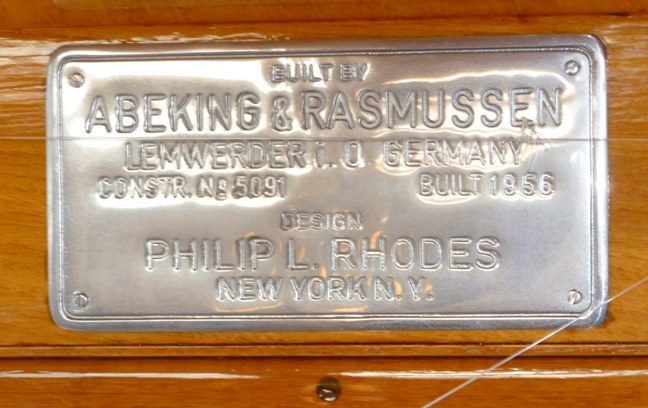 BUILT BY
ABEKING & RASMUSSEN
LEMWERDER i. O. GERMANY
CONSTR. No 5091 BUILT 1956
DESIGN
PHILIP L. RHODES
NEW YORK N.Y.